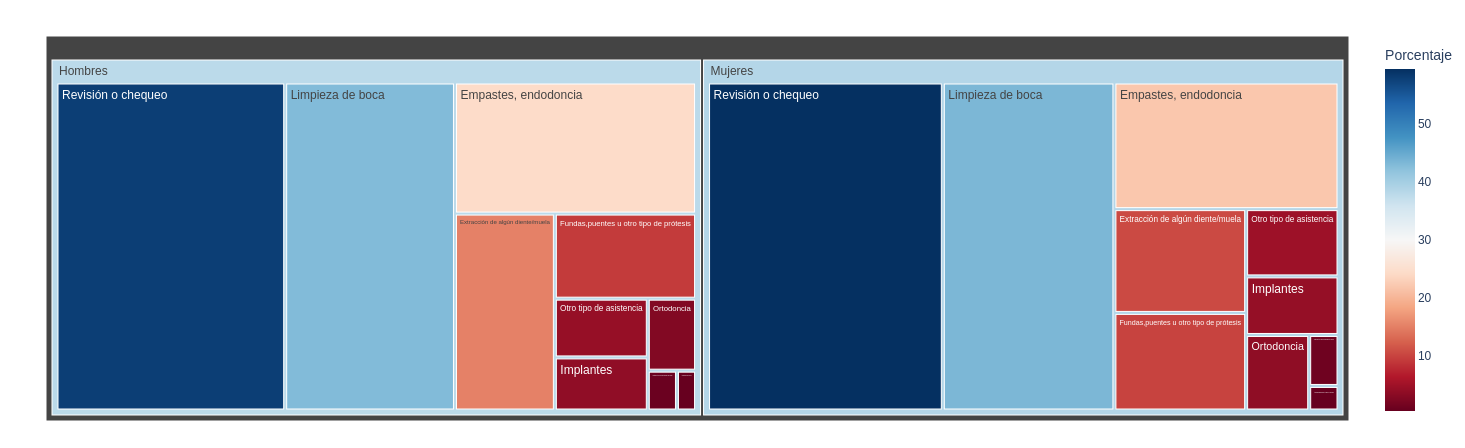 Porcentaje
Hombres
Mujeres
Revisión o chequeo
Limpieza de boca
Empastes, endodoncia
Revisión o chequeo
Limpieza de boca
Empastes, endodoncia
50
40
Extracción de algún diente/muela
Fundas,puentes u otro tipo de prótesis
Extracción de algún diente/muela
Otro tipo de asistencia
30
Implantes
20
Otro tipo de asistencia
Ortodoncia
Fundas,puentes u otro tipo de prótesis
Ortodoncia
10
Implantes